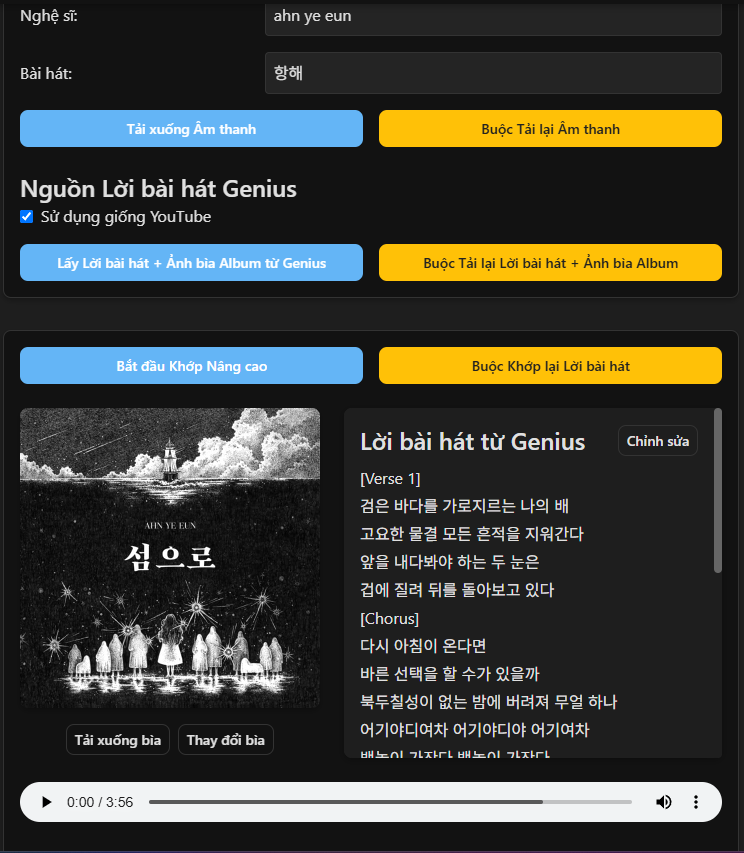 Nghệ sĩ:
ahn ye eun
Bài hát:
항해
Tải xuống Âm thanh
Buộc Tải lại Âm thanh
Nguồn Lời bài hát Genius
Sử dụng giống YouTube
Lấy Lời bài hát + Ảnh bìa Album từ Genius
Buộc Tải lại Lời bài hát + Ảnh bìa Album
Bắt đầu Khớp Nâng cao
Buộc Khớp lại Lời bài hát
AHN YE EUN
섬으로
Tải xuống bìa
Thay đổi bìa
Lời bài hát từ Genius
Chỉnh sửa
[Verse 1]
검은 바다를 가로지르는 나의 배
고요한 물결 모든 흔적을 지워간다
앞을 내다봐야 하는 두 눈은
겁에 질려 뒤를 돌아보고 있다
[Chorus]
다시 아침이 온다면
바른 선택을 할 수가 있을까
북두칠성이 없는 밤에 버려져 무얼 하나
어기야디여차 어기야디야 어기여차
0:00 / 3:56